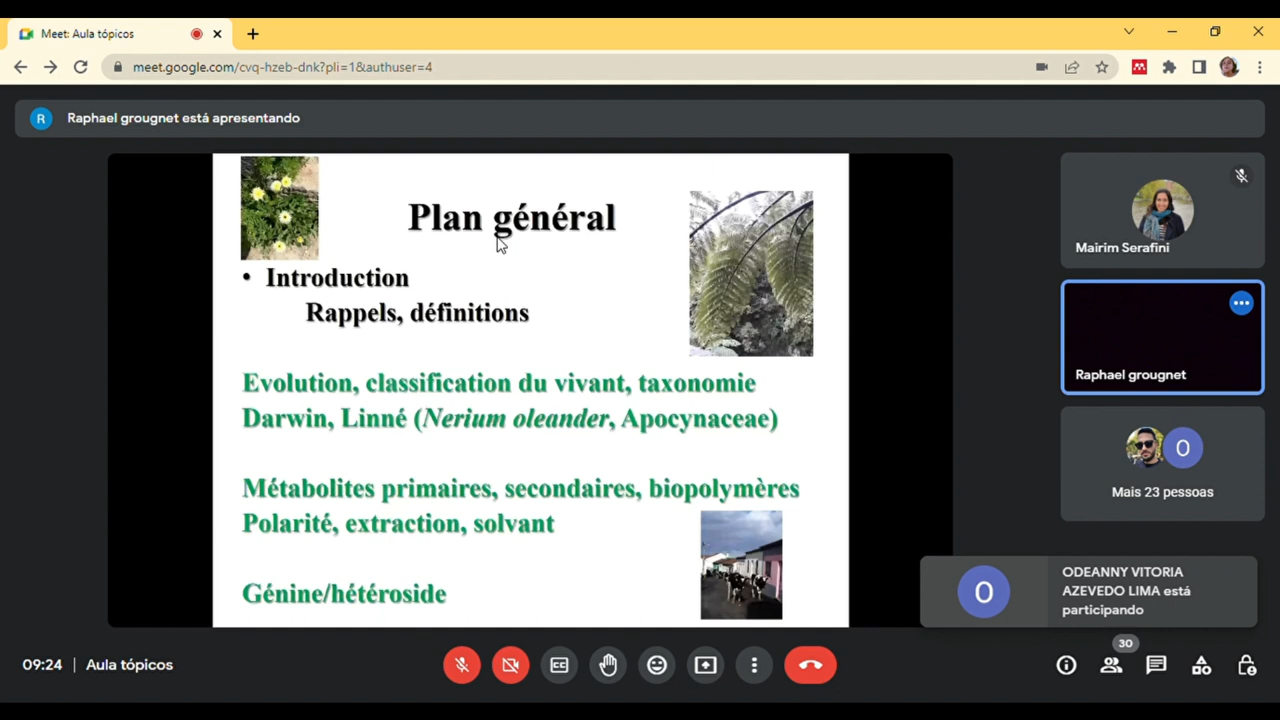 Meet: Aula tópicos
meet.google.com/cvq-hzeb-dnk?pli=1&authuser=4
R
Raphael grougnet está apresentando
Plan général
• Introduction
Rappels, définitions
Evolution, classification du vivant, taxonomie
Darwin, Linné (Nerium oleander, Apocynaceae)
Métabolites primaires, secondaires, biopolymères
Polarité, extraction, solvant
Génine/hétéroside
Mairim Serafini
Raphael grougnet
O
Mais 23 pessoas
O
ODEANNY VITORIA
AZEVEDO LIMA está
participando
09:24 | Aula tópicos
CC
30